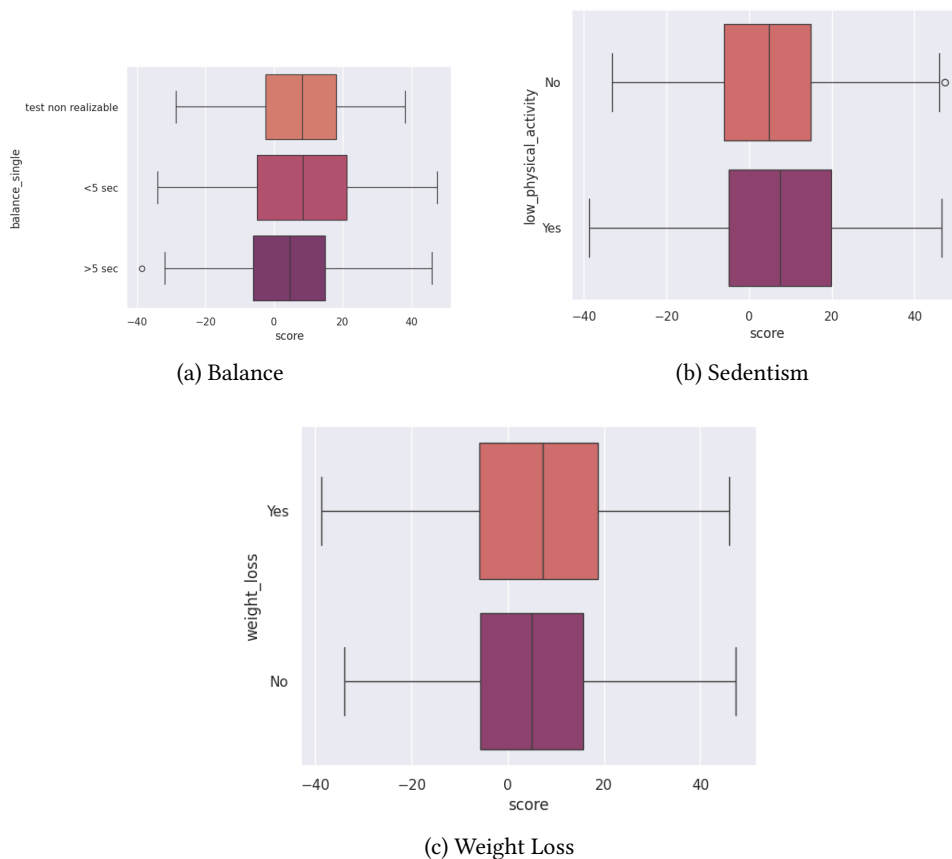 balance_single
test non realizable
<5 sec
>5 sec
−40 −20 0 20 40
score
(a) Balance
low_physical_activity
No
Yes
−40 −20 0 20 40
score
(b) Sedentism
weight_loss
Yes
No
−40 −20 0 20 40
score
(c) Weight Loss